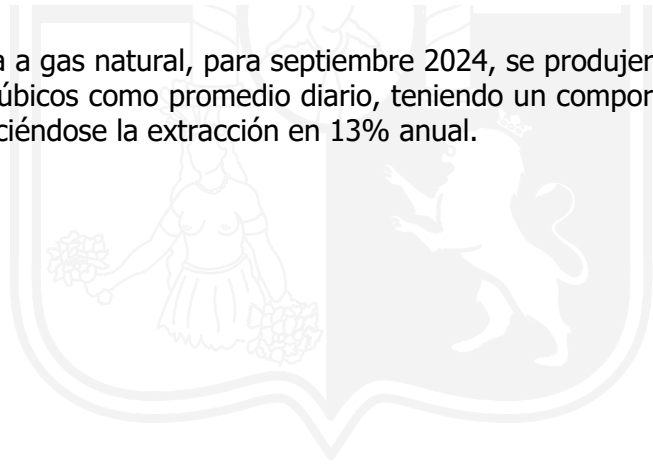 a gas natural, para septiembre 2024, se produjer
úbicos como promedio diario, teniendo un compor
ciéndose la extracción en 13% anual.